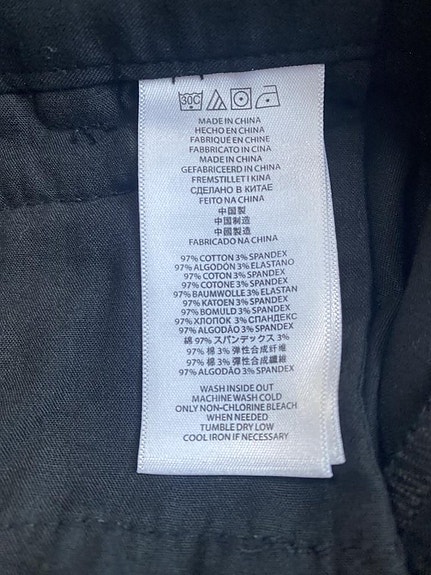 30C
MADE IN CHINA
HECHO EN CHINA
FABRIQUÉ EN CHINE
FABBRICATO IN CINA
MADE IN CHINA
GEFABRICEERD IN CHINA
FREMSTILLET I KINA
СДЕЛАНО В КИТАЕ
FEITO NA CHINA
中国製
中国制造
中國製造
FABRICADO NA CHINA
97% COTTON 3% SPANDEX
97% ALGODÓN 3% ELASTANO
97% COTON 3% SPANDEX
97% COTONE 3% SPANDEX
97% BAUMWOLLE 3% ELASTAN
97% KATOEN 3% SPANDEX
97% BOMULD 3% SPANDEX
97% ХЛОПОК 3% СПАНДЕКС
97% ALGODÃO 3% SPANDEX
綿 97% スパンデックス 3%
97% 棉 3% 弹性合成纤维
97% 棉 3% 彈性合成纖維
97% ALGODÃO 3% SPANDEX
WASH INSIDE OUT
MACHINE WASH COLD
ONLY NON-CHLORINE BLEACH
WHEN NEEDED
TUMBLE DRY LOW
COOL IRON IF NECESSARY